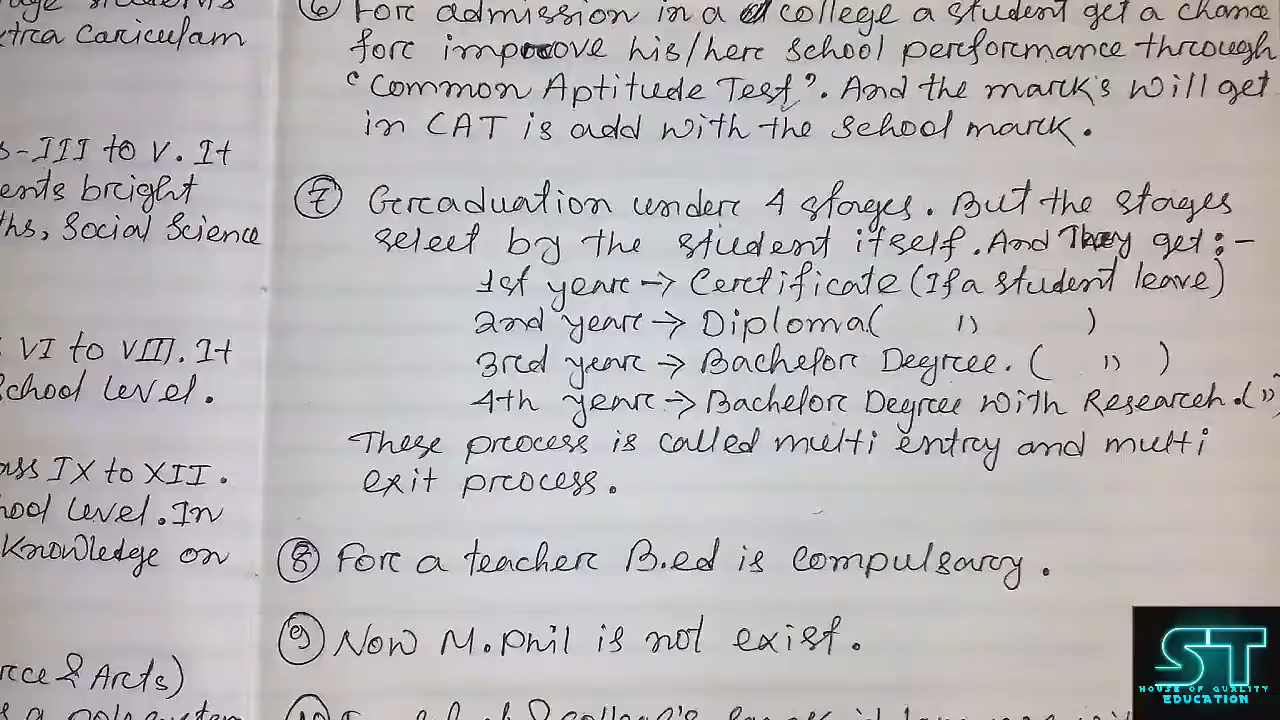 tra Caricular
s-III to V. It
ents bright
ths, Social Science
VI to VIII. It
School Level.
ass IX to XII.
hool Level. In
Knowledge on
rce & Arts)
⑥ For admission in a college a student get a chance
for improve his/here school performance through
"Common Aptitude Test". And the mark's will get
in CAT is add with the school mark.
⑦ Graduation under 4 stages. But the stages
select by the student itself. And They get :-
1st year → Certificate (If a student leave)
2nd year → Diploma ( " )
3rd year → Bachelor Degree. ( " )
4th year → Bachelor Degree with Research. ( " )
These process is called multi entry and multi
exit process.
⑧ For a teacher B.ed is compulsary.
⑨ Now M.Phil is not exist.
ST
HOUSE OF QUALITY
EDUCATION